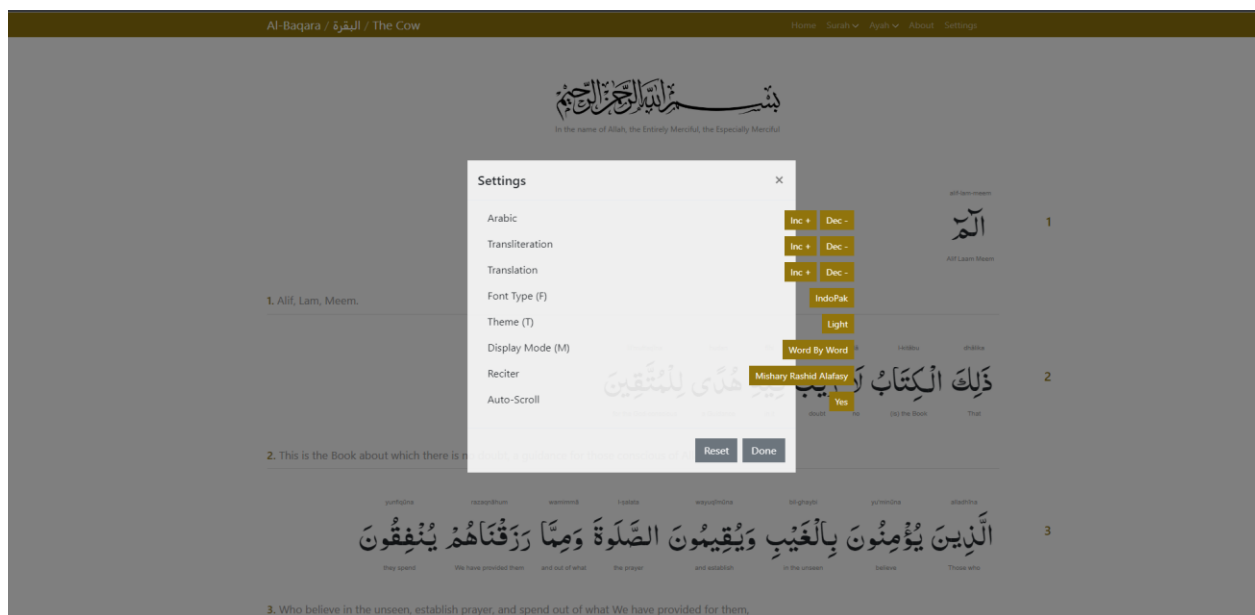 Al-Baqara / البقرة / The Cow
Home Surah Ayah About Settings
بِسْمِ اللَّهِ الرَّحْمَٰنِ الرَّحِيمِ
In the name of Allah, the Entirely Merciful, the Especially Merciful
Settings ×
Arabic Inc + Dec -
Transliteration Inc + Dec -
Translation Inc + Dec -
Font Type (F) IndoPak
Theme (T) Light
Display Mode (M) Word By Word
Reciter Mishary Rashid Alafasy
Auto-Scroll Yes
Reset Done
alif-lam-meem
الٓمّٓ
1
Alif Laam Meem
1. Alif, Lam, Meem.
l-kitābu dhālika
ذَلِكَ الْكِتَابُ لَا رَيْبَ فِيهِ هُدًى لِلْمُتَّقِينَ
2
doubt no (is) the Book That
2. This is the Book about which there is
yunfiqūna razaqnāhum wamimmā l-ṣalata wayuqīmūna bil-ghaybi yu'minūna alladhīna
الَّذِينَ يُؤْمِنُونَ بِالْغَيْبِ وَيُقِيمُونَ الصَّلَوةَ وَمِمَّا رَزَقْنَاهُمْ يُنْفِقُونَ
3
they spend We have provided them and out of what the prayer and establish in the unseen believe Those who
3. Who believe in the unseen, establish prayer, and spend out of what We have provided for them,